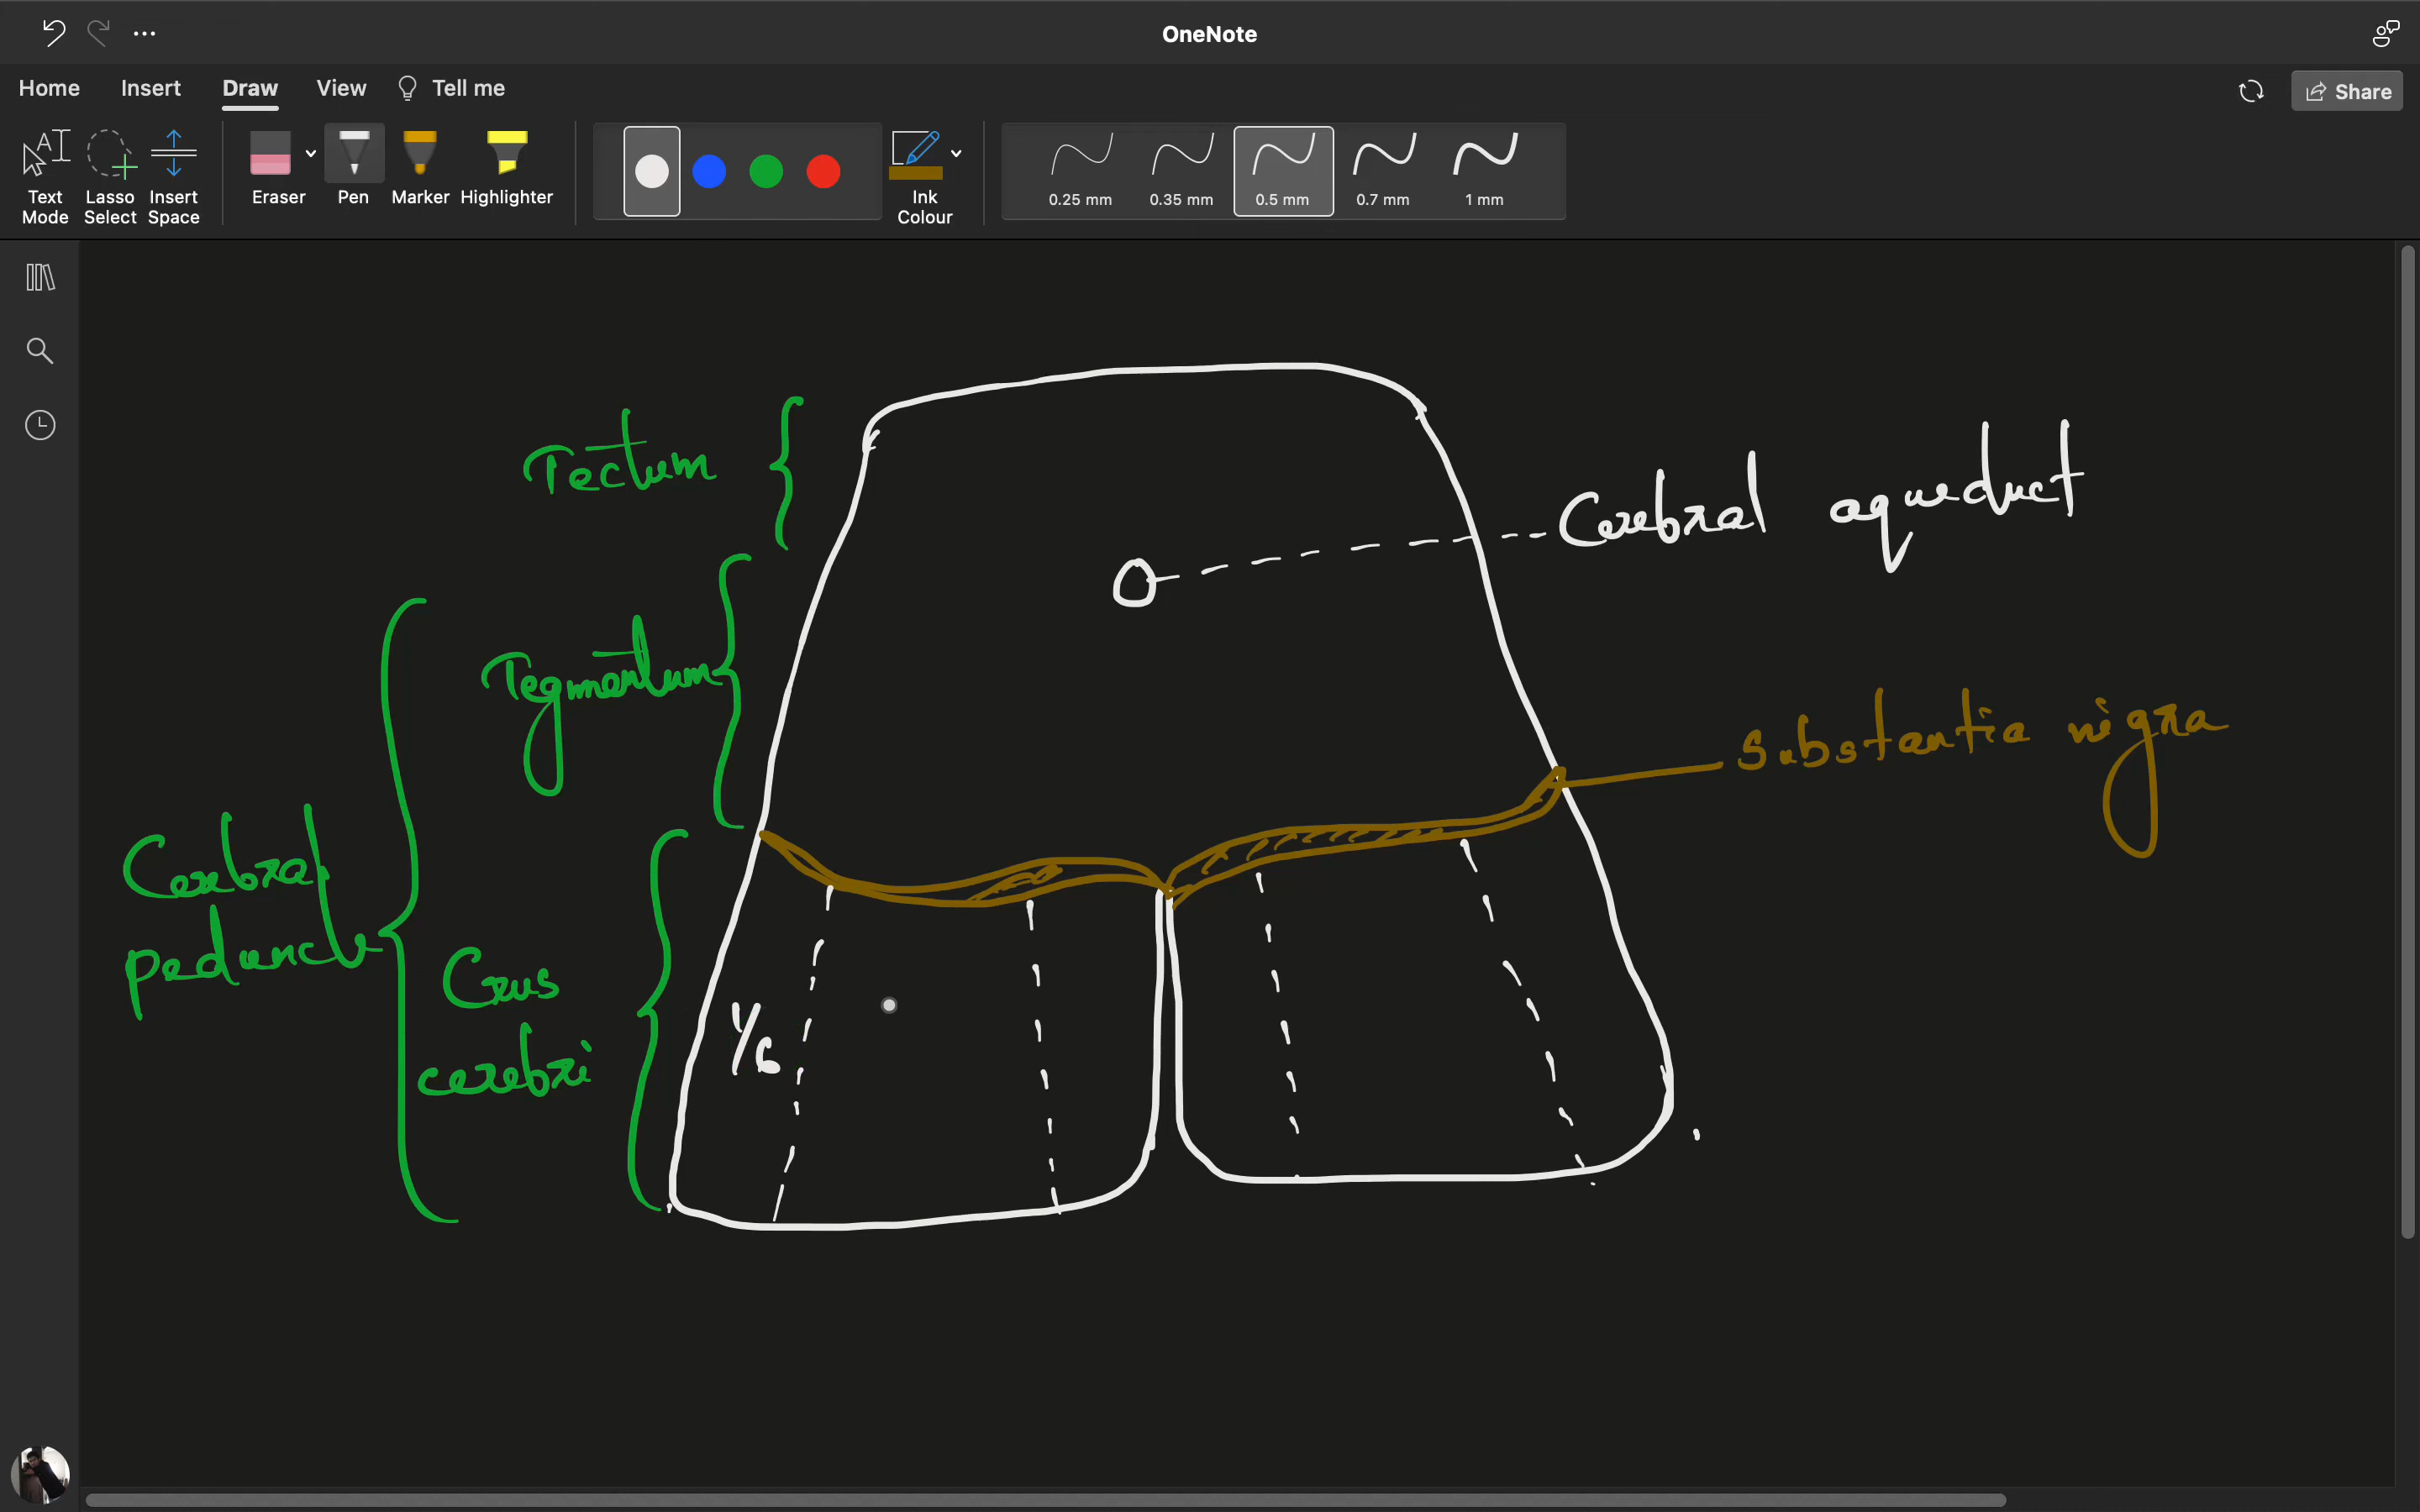 OneNote
Home Insert Draw View Tell me
Share
Text Mode
Lasso Select
Insert Space
Eraser
Pen
Marker
Highlighter
Ink Colour
0.25 mm
0.35 mm
0.5 mm
0.7 mm
1 mm
Tectum
Cerebral aqueduct
Tegmentum
Substantia nigra
Cerebral
peduncle
Crus
cerebri
1/6